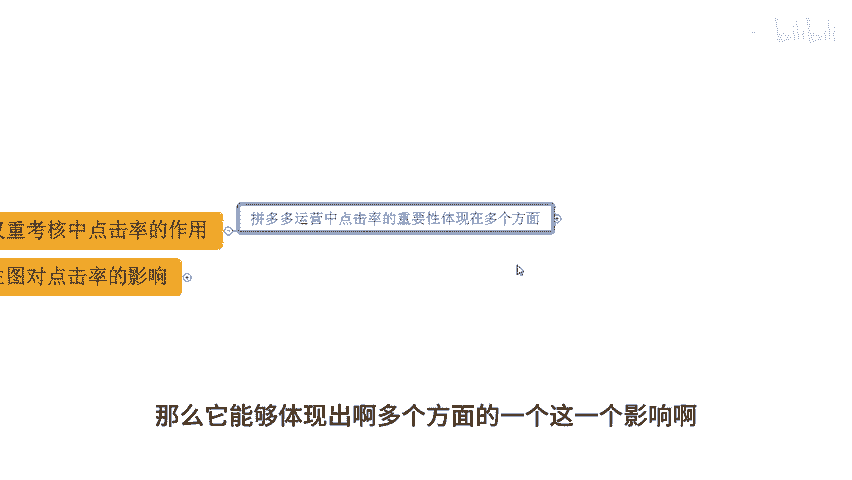 bilibili
拼多多运营中点击率的重要性体现在多个方面
权重考核中点击率的作用
主图对点击率的影响
那么它能够体现出啊多个方面的一个这一个影响啊